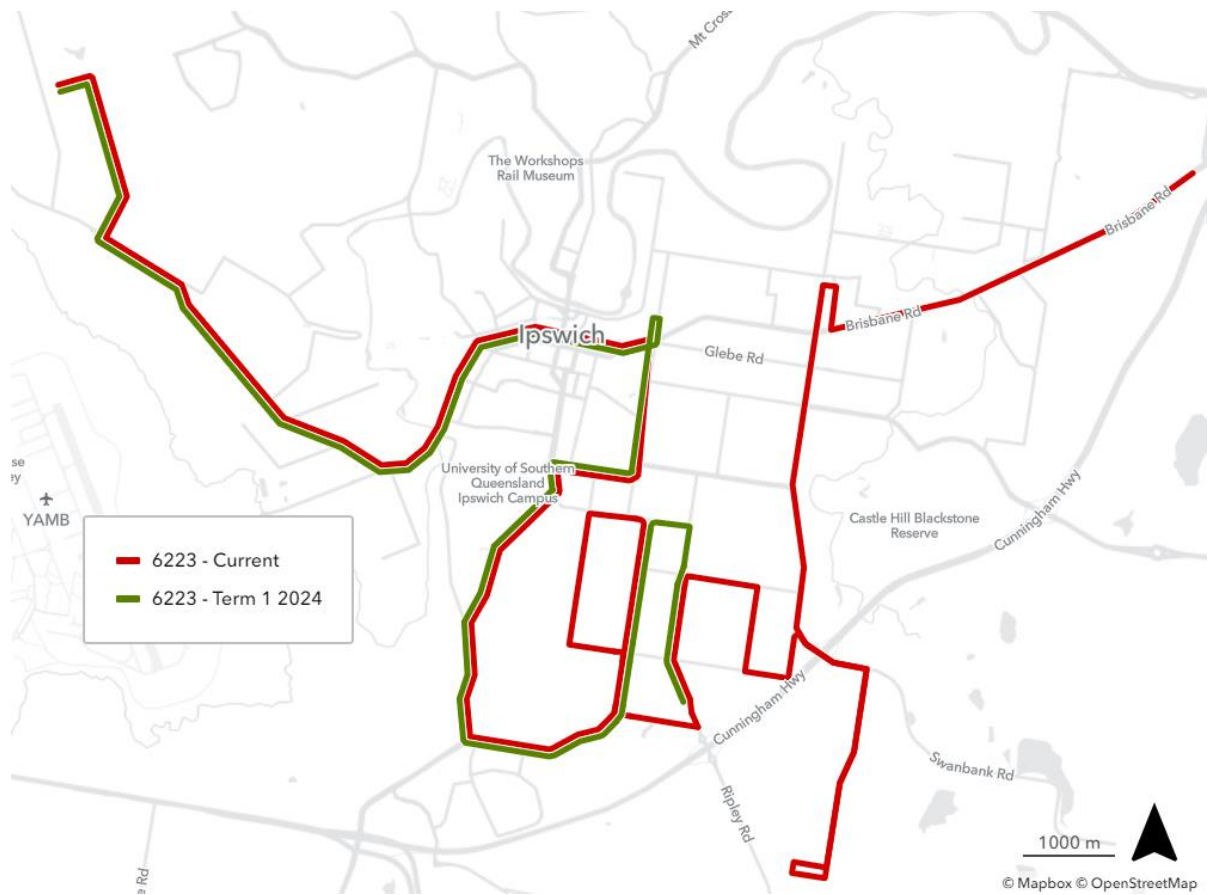 Mt Cros
The Workshops
Rail Museum
Brisbane Rd
Ipswich
Brisbane Rd
Glebe Rd
University of Southern
Queensland
Ipswich Campus
se
ey
YAMB
Castle Hill Blackstone
Reserve
Cunningham Hwy
6223 - Current
6223 - Term 1 2024
Cunningham Hwy
Swanbank Rd
Ripley Rd
e Rd
1000 m
© Mapbox © OpenStreetMap